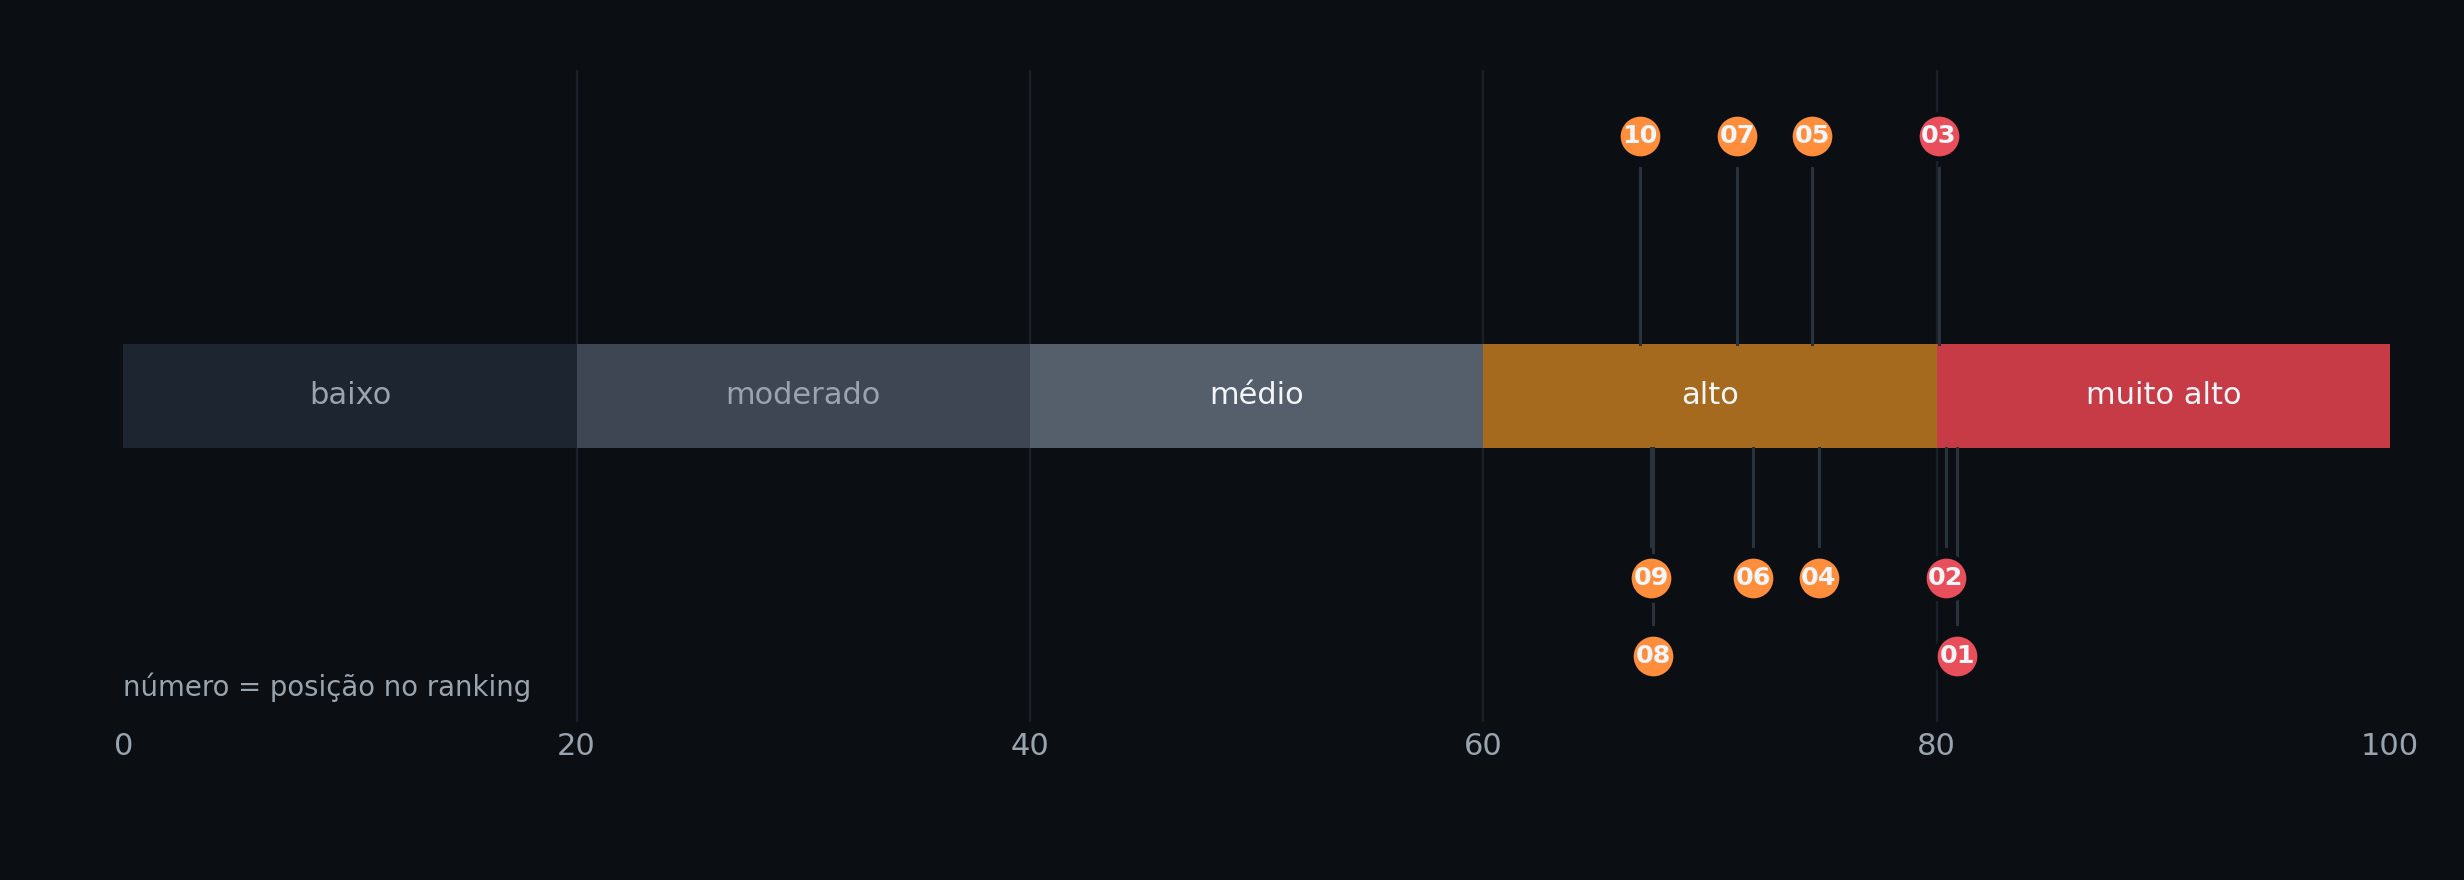 10 07 05 03
baixo moderado médio alto muito alto
09 06 04 02
08 01
número = posição no ranking
0 20 40 60 80 100